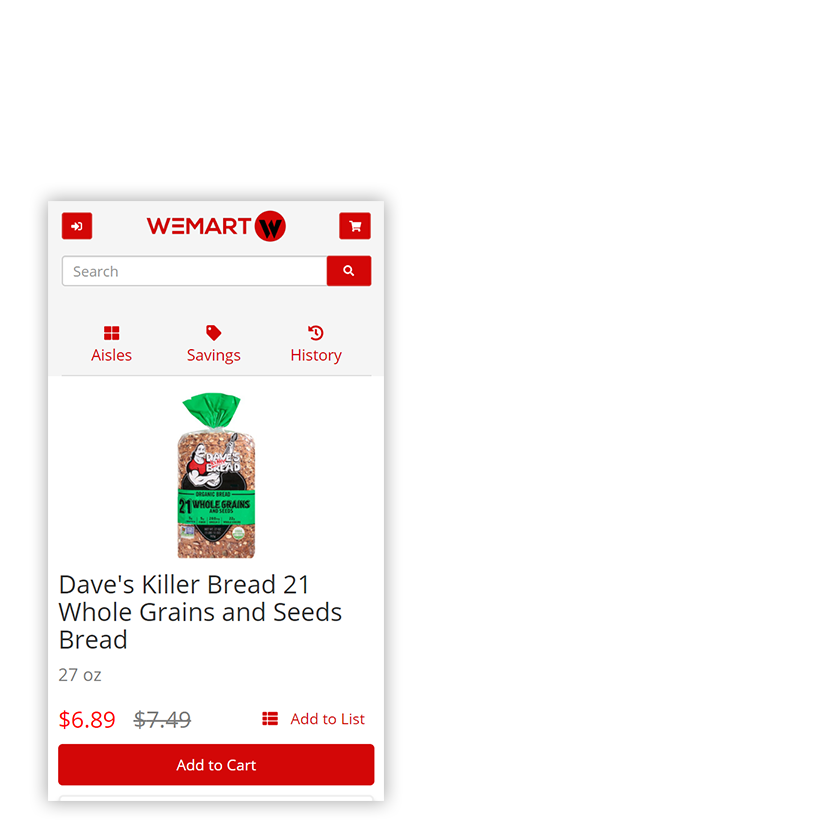 WEMART W
Search
Aisles Savings History
DAVE'S
KILLER
BREAD
ORGANIC BREAD
21 WHOLE GRAINS
AND SEEDS
Dave's Killer Bread 21
Whole Grains and Seeds
Bread
27 oz
$6.89 $7.49 Add to List
Add to Cart